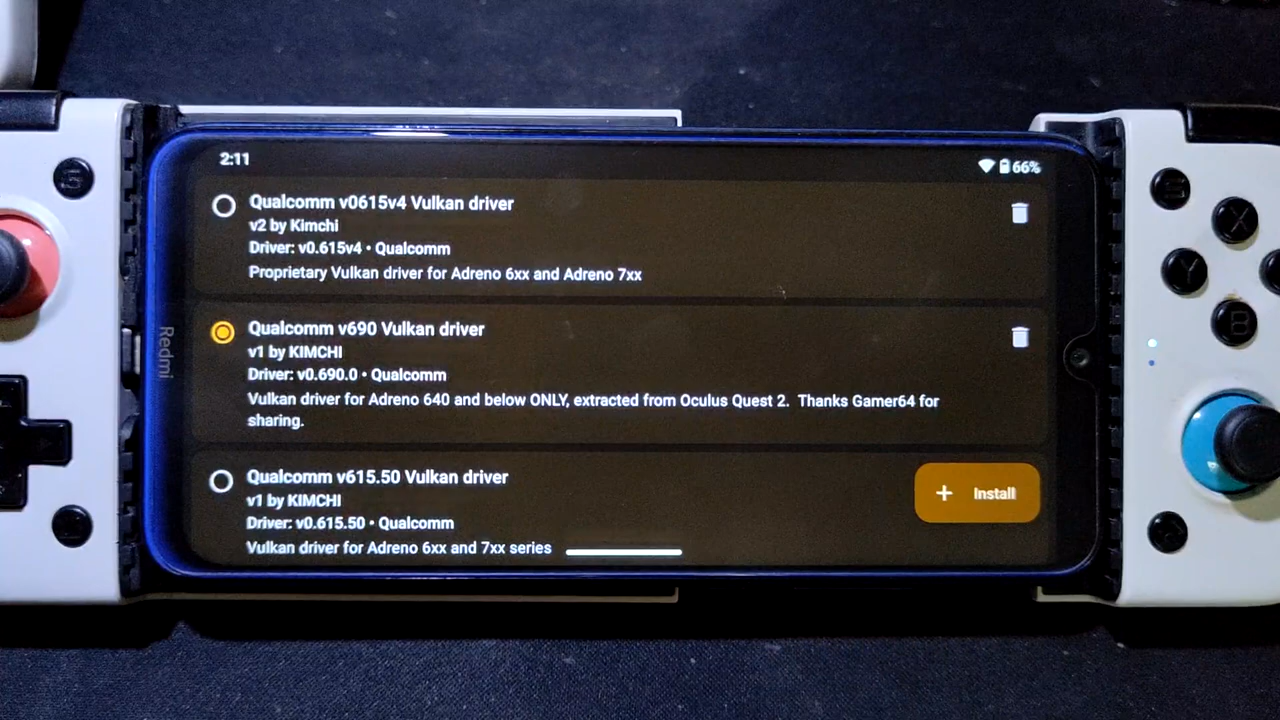 2:11
66%
Qualcomm v0615v4 Vulkan driver
v2 by Kimchi
Driver: v0.615v4 • Qualcomm
Proprietary Vulkan driver for Adreno 6xx and Adreno 7xx
Qualcomm v690 Vulkan driver
v1 by KIMCHI
Driver: v0.690.0 • Qualcomm
Vulkan driver for Adreno 640 and below ONLY, extracted from Oculus Quest 2. Thanks Gamer64 for
sharing.
Qualcomm v615.50 Vulkan driver
v1 by KIMCHI
Driver: v0.615.50 • Qualcomm
Vulkan driver for Adreno 6xx and 7xx series
+ Install
Redmi
X
Y
B